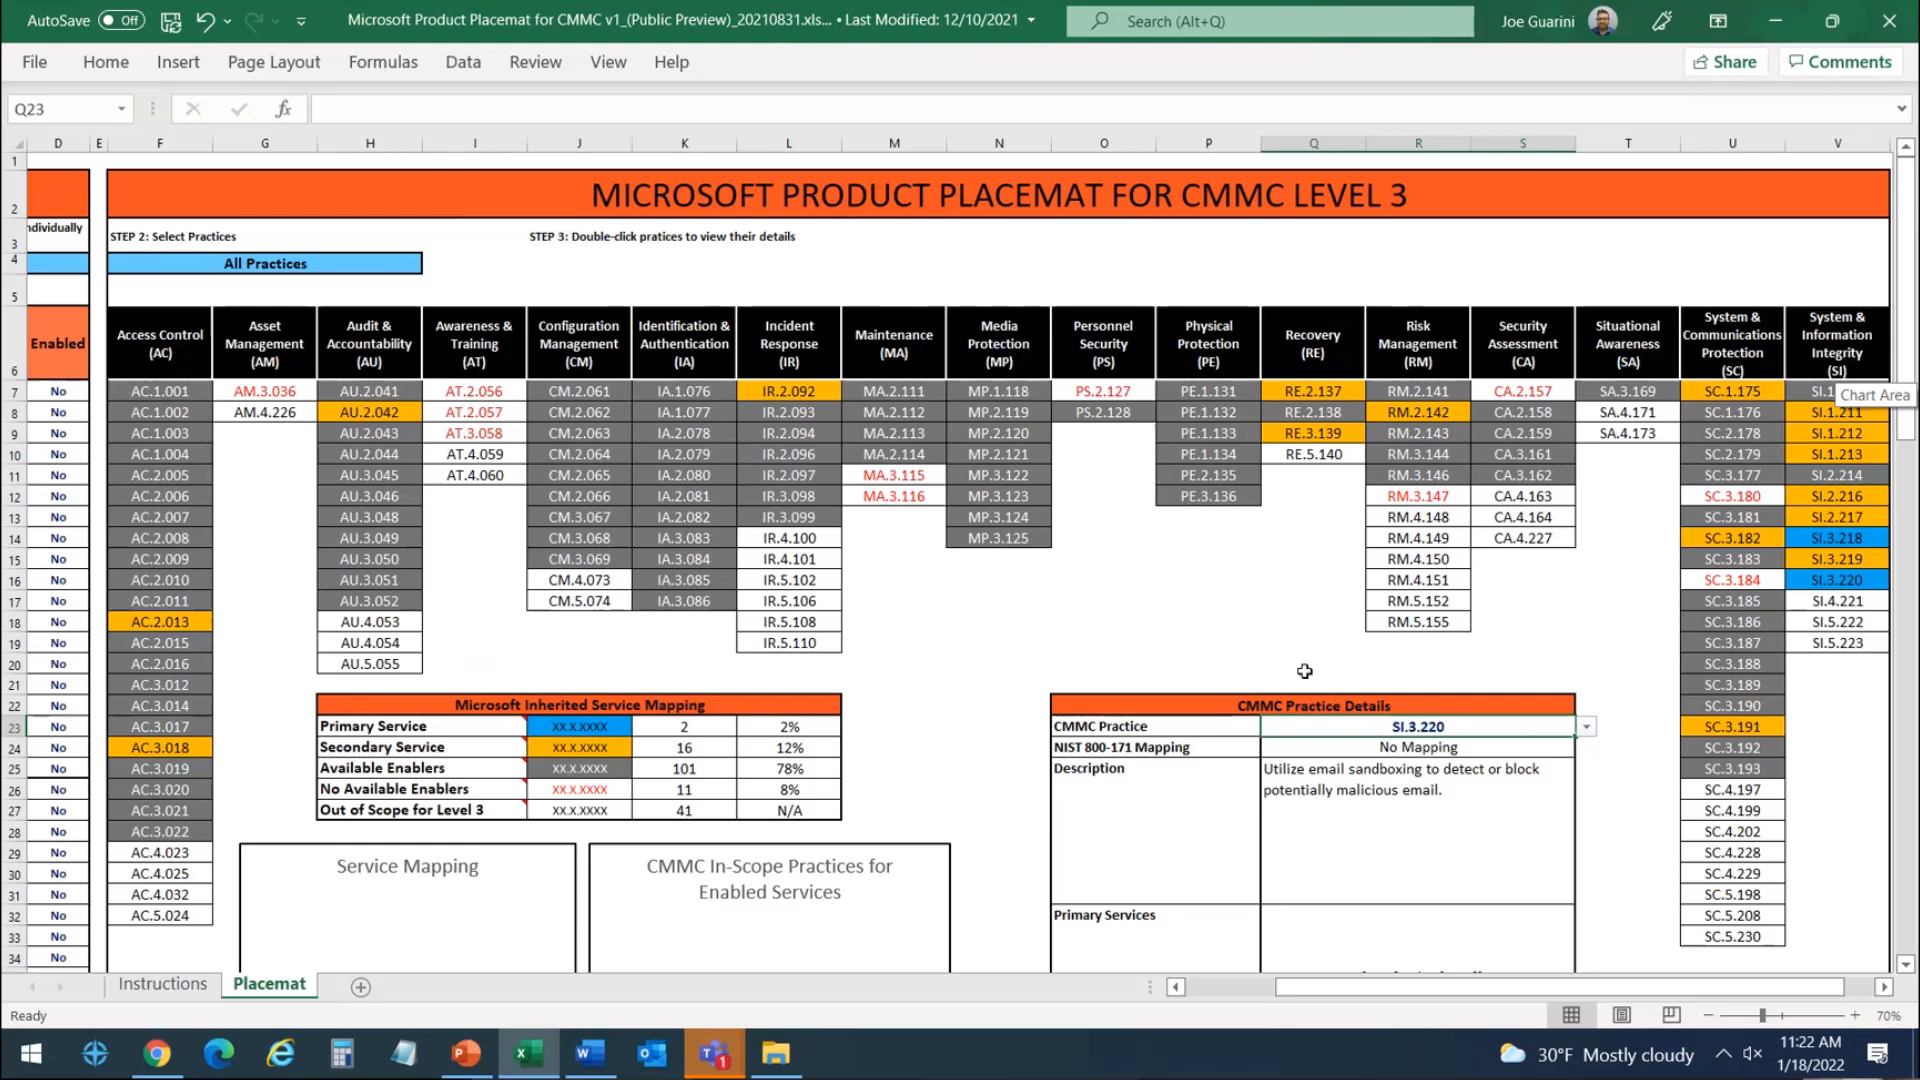 AutoSave Off Microsoft Product Placemat for CMMC v1_(Public Preview)_20210831.xls... • Last Modified: 12/10/2021 Search (Alt+Q) Joe Guarini
File Home Insert Page Layout Formulas Data Review View Help Share Comments
Q23 fx
D E F G H I J K L M N O P Q R S T U V
1
2 MICROSOFT PRODUCT PLACEMAT FOR CMMC LEVEL 3
3 ndividually STEP 2: Select Practices STEP 3: Double-click pratices to view their details
4 All Practices
5
6 Enabled Access Control (AC) Asset Management (AM) Audit & Accountability (AU) Awareness & Training (AT) Configuration Management (CM) Identification & Authentication (IA) Incident Response (IR) Maintenance (MA) Media Protection (MP) Personnel Security (PS) Physical Protection (PE) Recovery (RE) Risk Management (RM) Security Assessment (CA) Situational Awareness (SA) System & Communications Protection (SC) System & Information Integrity (SI)
7 No AC.1.001 AM.3.036 AU.2.041 AT.2.056 CM.2.061 IA.1.076 IR.2.092 MA.2.111 MP.1.118 PS.2.127 PE.1.131 RE.2.137 RM.2.141 CA.2.157 SA.3.169 SC.1.175 SI.1 Chart Area
8 No AC.1.002 AM.4.226 AU.2.042 AT.2.057 CM.2.062 IA.1.077 IR.2.093 MA.2.112 MP.2.119 PS.2.128 PE.1.132 RE.2.138 RM.2.142 CA.2.158 SA.4.171 SC.1.176 SI.1.211
9 No AC.1.003 AU.2.043 AT.3.058 CM.2.063 IA.2.078 IR.2.094 MA.2.113 MP.2.120 PE.1.133 RE.3.139 RM.2.143 CA.2.159 SA.4.173 SC.2.178 SI.1.212
10 No AC.1.004 AU.2.044 AT.4.059 CM.2.064 IA.2.079 IR.2.096 MA.2.114 MP.2.121 PE.1.134 RE.5.140 RM.3.144 CA.3.161 SC.2.179 SI.1.213
11 No AC.2.005 AU.3.045 AT.4.060 CM.2.065 IA.2.080 IR.2.097 MA.3.115 MP.3.122 PE.2.135 RM.3.146 CA.3.162 SC.3.177 SI.2.214
12 No AC.2.006 AU.3.046 CM.2.066 IA.2.081 IR.3.098 MA.3.116 MP.3.123 PE.3.136 RM.3.147 CA.4.163 SC.3.180 SI.2.216
13 No AC.2.007 AU.3.048 CM.3.067 IA.2.082 IR.3.099 MP.3.124 RM.4.148 CA.4.164 SC.3.181 SI.2.217
14 No AC.2.008 AU.3.049 CM.3.068 IA.3.083 IR.4.100 MP.3.125 RM.4.149 CA.4.227 SC.3.182 SI.3.218
15 No AC.2.009 AU.3.050 CM.3.069 IA.3.084 IR.4.101 RM.4.150 SC.3.183 SI.3.219
16 No AC.2.010 AU.3.051 CM.4.073 IA.3.085 IR.5.102 RM.4.151 SC.3.184 SI.3.220
17 No AC.2.011 AU.3.052 CM.5.074 IA.3.086 IR.5.106 RM.5.152 SC.3.185 SI.4.221
18 No AC.2.013 AU.4.053 IR.5.108 RM.5.155 SC.3.186 SI.5.222
19 No AC.2.015 AU.4.054 IR.5.110 SC.3.187 SI.5.223
20 No AC.2.016 AU.5.055 SC.3.188
21 No AC.3.012 SC.3.189
22 No AC.3.014 Microsoft Inherited Service Mapping CMMC Practice Details SC.3.190
23 No AC.3.017 Primary Service XX.X.XXXX 2 2% CMMC Practice SI.3.220 SC.3.191
24 No AC.3.018 Secondary Service XX.X.XXXX 16 12% NIST 800-171 Mapping No Mapping SC.3.192
25 No AC.3.019 Available Enablers XX.X.XXXX 101 78% Description Utilize email sandboxing to detect or block SC.3.193
26 No AC.3.020 No Available Enablers XX.X.XXXX 11 8% potentially malicious email. SC.4.197
27 No AC.3.021 Out of Scope for Level 3 XX.X.XXXX 41 N/A SC.4.199
28 No AC.3.022 SC.4.202
29 No AC.4.023 Service Mapping CMMC In-Scope Practices for SC.4.228
30 No AC.4.025 Enabled Services SC.4.229
31 No AC.4.032 SC.5.198
32 No AC.5.024 Primary Services SC.5.208
33 No SC.5.230
34 No
Instructions Placemat
Ready 70%
1 30°F Mostly cloudy 11:22 AM
1/18/2022